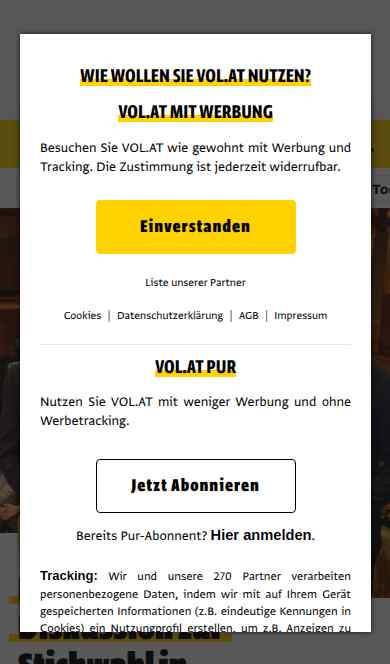 WIE WOLLEN SIE VOL.AT NUTZEN?
VOL.AT MIT WERBUNG
Besuchen Sie VOL.AT wie gewohnt mit Werbung und
Tracking. Die Zustimmung ist jederzeit widerrufbar.
Einverstanden
Liste unserer Partner
Cookies | Datenschutzerklärung | AGB | Impressum
VOL.AT PUR
Nutzen Sie VOL.AT mit weniger Werbung und ohne
Werbetracking.
Jetzt Abonnieren
Bereits Pur-Abonnent? Hier anmelden.
Tracking: Wir und unsere 270 Partner verarbeiten
personenbezogene Daten, indem wir mit auf Ihrem Gerät
gespeicherten Informationen (z.B. eindeutige Kennungen in
Cookies) ein Nutzungsprofil erstellen, um z.B. Anzeigen zu
Diskussion zur
Stichwahl in